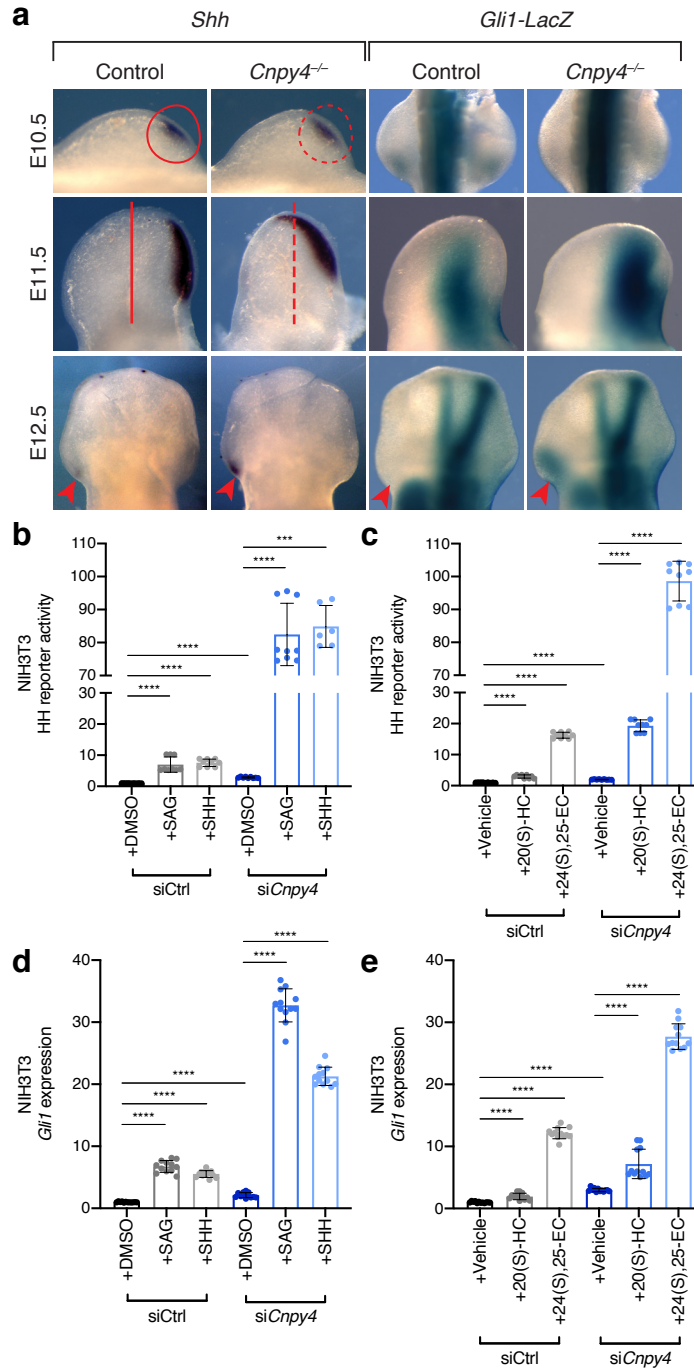 a
Shh
Gli1-LacZ
Control
Cnpy4–/–
Control
Cnpy4–/–
E10.5
E11.5
E12.5
b
NIH3T3
HH reporter activity
110
100
90
80
70
30
20
10
0
****
****
****
****
***
+DMSO
+SAG
+SHH
+DMSO
+SAG
+SHH
siCtrl
siCnpy4
c
NIH3T3
HH reporter activity
110
100
90
80
70
30
20
10
0
****
****
****
****
****
+Vehicle
+20(S)-HC
+24(S),25-EC
+Vehicle
+20(S)-HC
+24(S),25-EC
siCtrl
siCnpy4
d
NIH3T3
Gli1 expression
40
30
20
10
0
****
****
****
****
****
+DMSO
+SAG
+SHH
+DMSO
+SAG
+SHH
siCtrl
siCnpy4
e
NIH3T3
Gli1 expression
40
30
20
10
0
****
****
****
****
****
+Vehicle
+20(S)-HC
+24(S),25-EC
+Vehicle
+20(S)-HC
+24(S),25-EC
siCtrl
siCnpy4